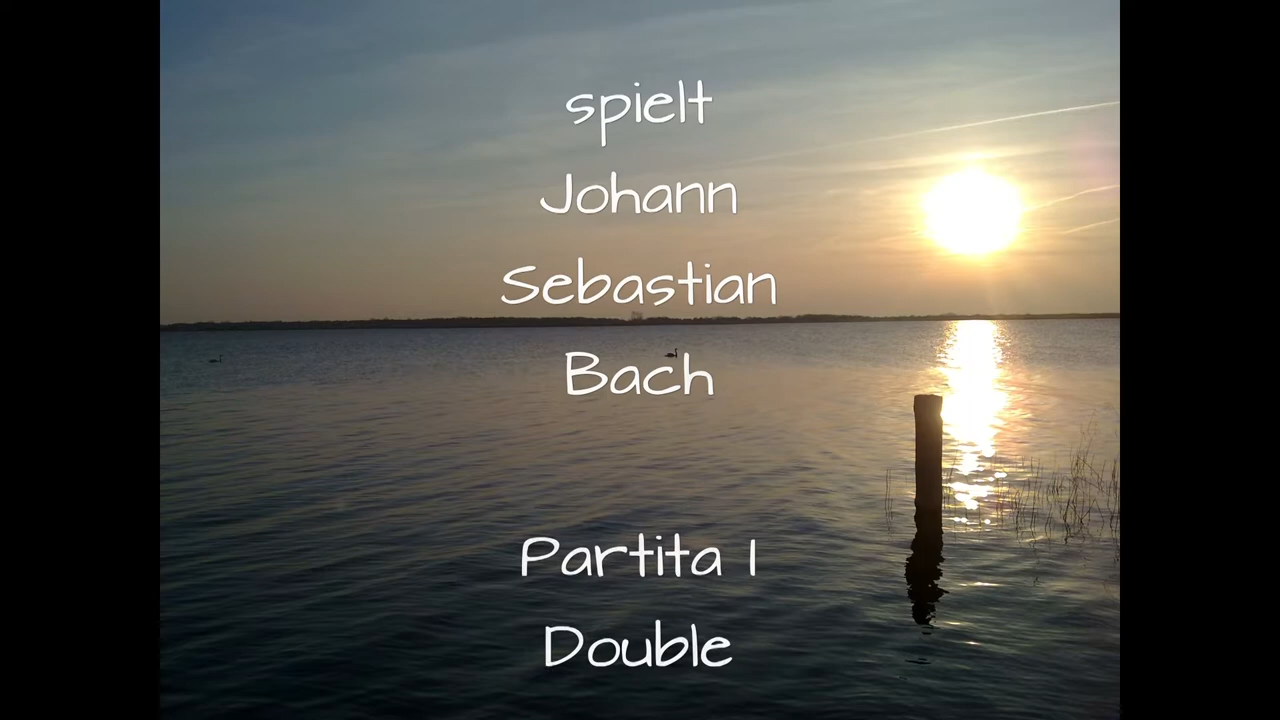 spielt
Johann
Sebastian
Bach
Partita I
Double